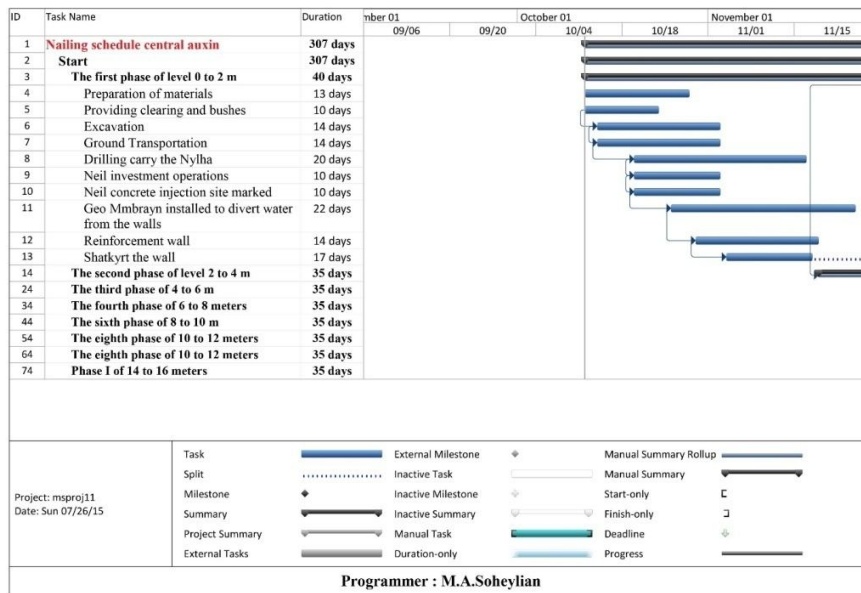 ID Task Name Duration mber 01 October 01 November 01
09/06 09/20 10/04 10/18 11/01 11/15
1 Nailing schedule central auxin 307 days
2 Start 307 days
3 The first phase of level 0 to 2 m 40 days
4 Preparation of materials 13 days
5 Providing clearing and bushes 10 days
6 Excavation 14 days
7 Ground Transportation 14 days
8 Drilling carry the Nylha 20 days
9 Neil investment operations 10 days
10 Neil concrete injection site marked 10 days
11 Geo Mmbrayn installed to divert water 22 days
from the walls
12 Reinforcement wall 14 days
13 Shatkyrt the wall 17 days
14 The second phase of level 2 to 4 m 35 days
24 The third phase of 4 to 6 m 35 days
34 The fourth phase of 6 to 8 meters 35 days
44 The sixth phase of 8 to 10 m 35 days
54 The eighth phase of 10 to 12 meters 35 days
64 The eighth phase of 10 to 12 meters 35 days
74 Phase I of 14 to 16 meters 35 days
Project: msproj11
Date: Sun 07/26/15
Task External Milestone Manual Summary Rollup
Split Inactive Task Manual Summary
Milestone Inactive Milestone Start-only
Summary Inactive Summary Finish-only
Project Summary Manual Task Deadline
External Tasks Duration-only Progress
Programmer : M.A.Soheylian